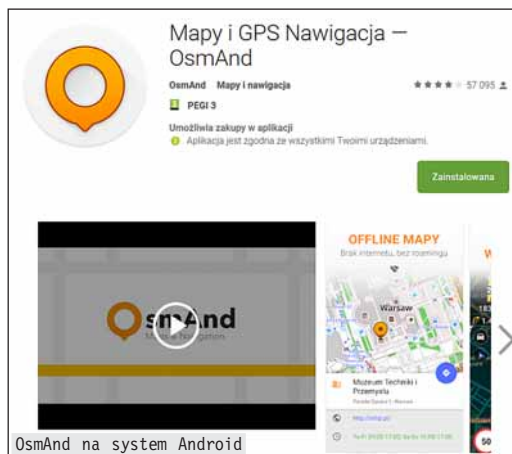 Mapy i GPS Nawigacja —
OsmAnd
OsmAnd Mapy i nawigacja
57 095
PEGI 3
Umożliwia zakupy w aplikacji
Aplikacja jest zgodna ze wszystkimi Twoimi urządzeniami.
Zainstalowana
OsmAnd
OFFLINE MAPY
Brak internetu, bez roamingu
Warsaw
Muzeum Techniki i
Przemysłu
50
OsmAnd na system Android